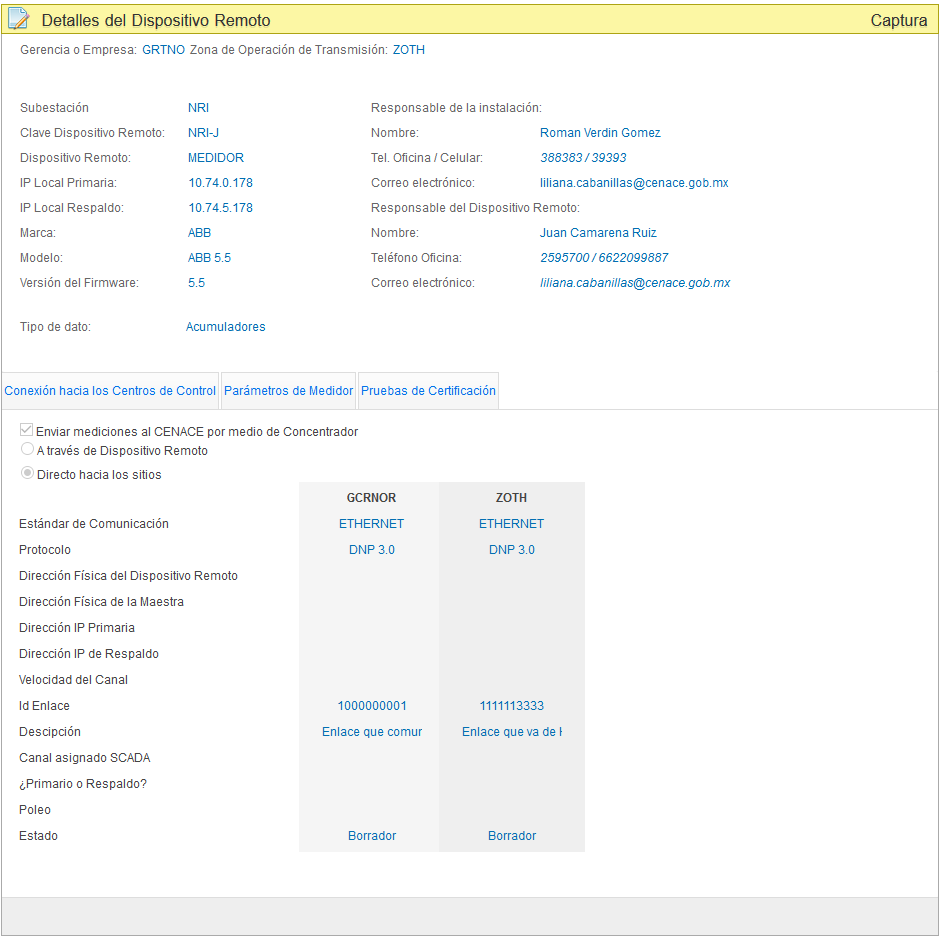 Detalles del Dispositivo Remoto Captura
Gerencia o Empresa: GRTNO Zona de Operación de Transmisión: ZOTH
Subestación NRI Responsable de la instalación:
Clave Dispositivo Remoto: NRI-J Nombre: Roman Verdin Gomez
Dispositivo Remoto: MEDIDOR Tel. Oficina / Celular: 388383 / 39393
IP Local Primaria: 10.74.0.178 Correo electrónico: liliana.cabanillas@cenace.gob.mx
IP Local Respaldo: 10.74.5.178 Responsable del Dispositivo Remoto:
Marca: ABB Nombre: Juan Camarena Ruiz
Modelo: ABB 5.5 Teléfono Oficina: 2595700 / 6622099887
Versión del Firmware: 5.5 Correo electrónico: liliana.cabanillas@cenace.gob.mx
Tipo de dato: Acumuladores
Conexión hacia los Centros de Control Parámetros de Medidor Pruebas de Certificación
Enviar mediciones al CENACE por medio de Concentrador
A través de Dispositivo Remoto
Directo hacia los sitios
GCRNOR ZOTH
Estándar de Comunicación ETHERNET ETHERNET
Protocolo DNP 3.0 DNP 3.0
Dirección Física del Dispositivo Remoto
Dirección Física de la Maestra
Dirección IP Primaria
Dirección IP de Respaldo
Velocidad del Canal
Id Enlace 1000000001 1111113333
Descipción Enlace que comur Enlace que va de
Canal asignado SCADA
¿Primario o Respaldo?
Poleo
Estado Borrador Borrador